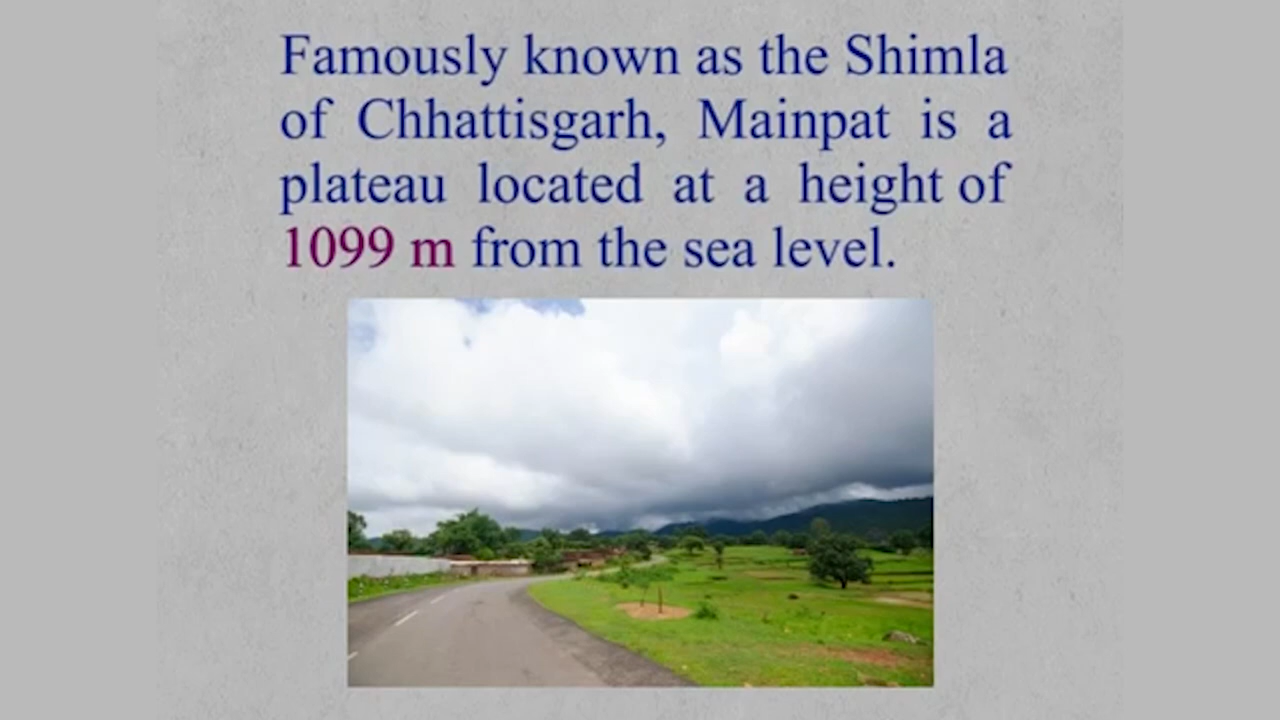 Famously known as the Shimla
of Chhattisgarh, Mainpat is a
plateau located at a height of
1099 m from the sea level.